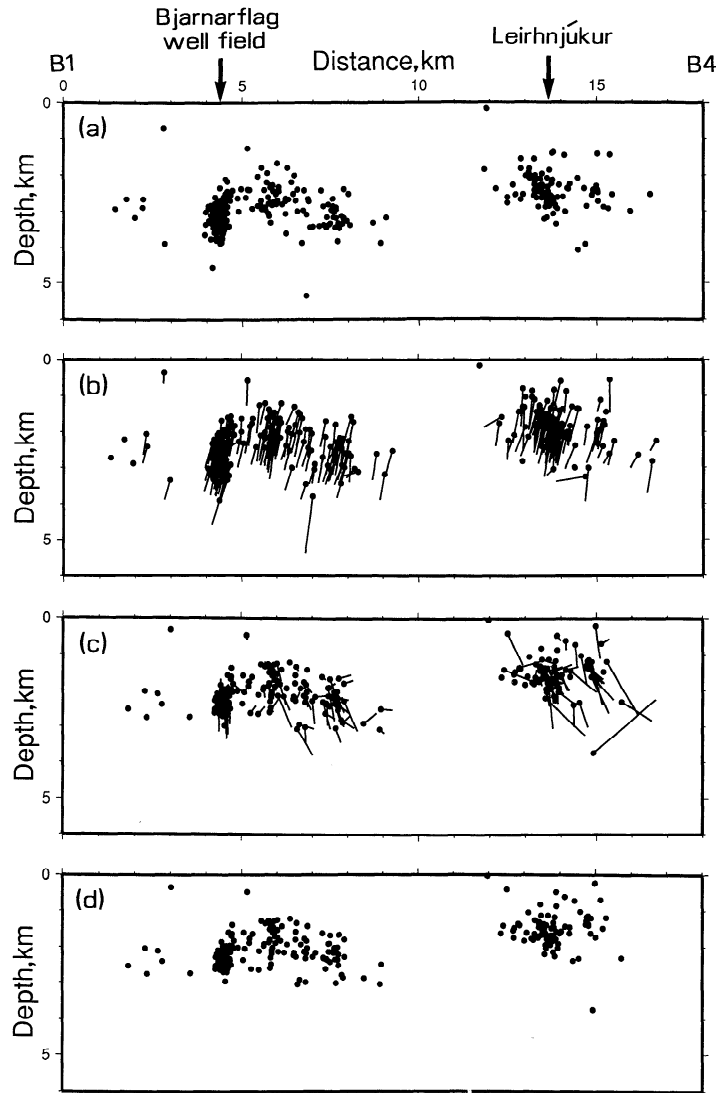 Bjarnarflag
well field
Leirhnjúkur
B1
Distance,km
B4
0 5 10 15
0
(a)
Depth,km
5
0
(b)
Depth,km
5
0
(c)
Depth,km
5
0
(d)
Depth,km
5